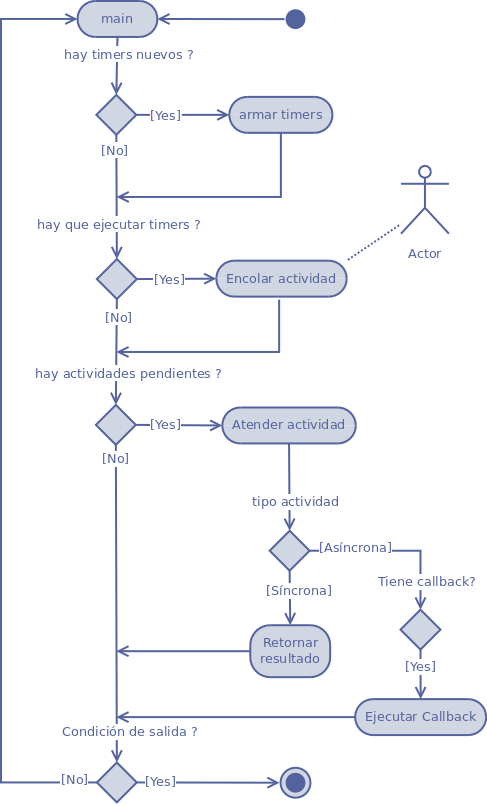 main
hay timers nuevos ?
[Yes]
armar timers
[No]
hay que ejecutar timers ?
Actor
[Yes]
Encolar actividad
[No]
hay actividades pendientes ?
[Yes]
Atender actividad
[No]
tipo actividad
[Asíncrona]
[Síncrona]
Tiene callback?
Retornar
resultado
[Yes]
Ejecutar Callback
Condición de salida ?
[No]
[Yes]